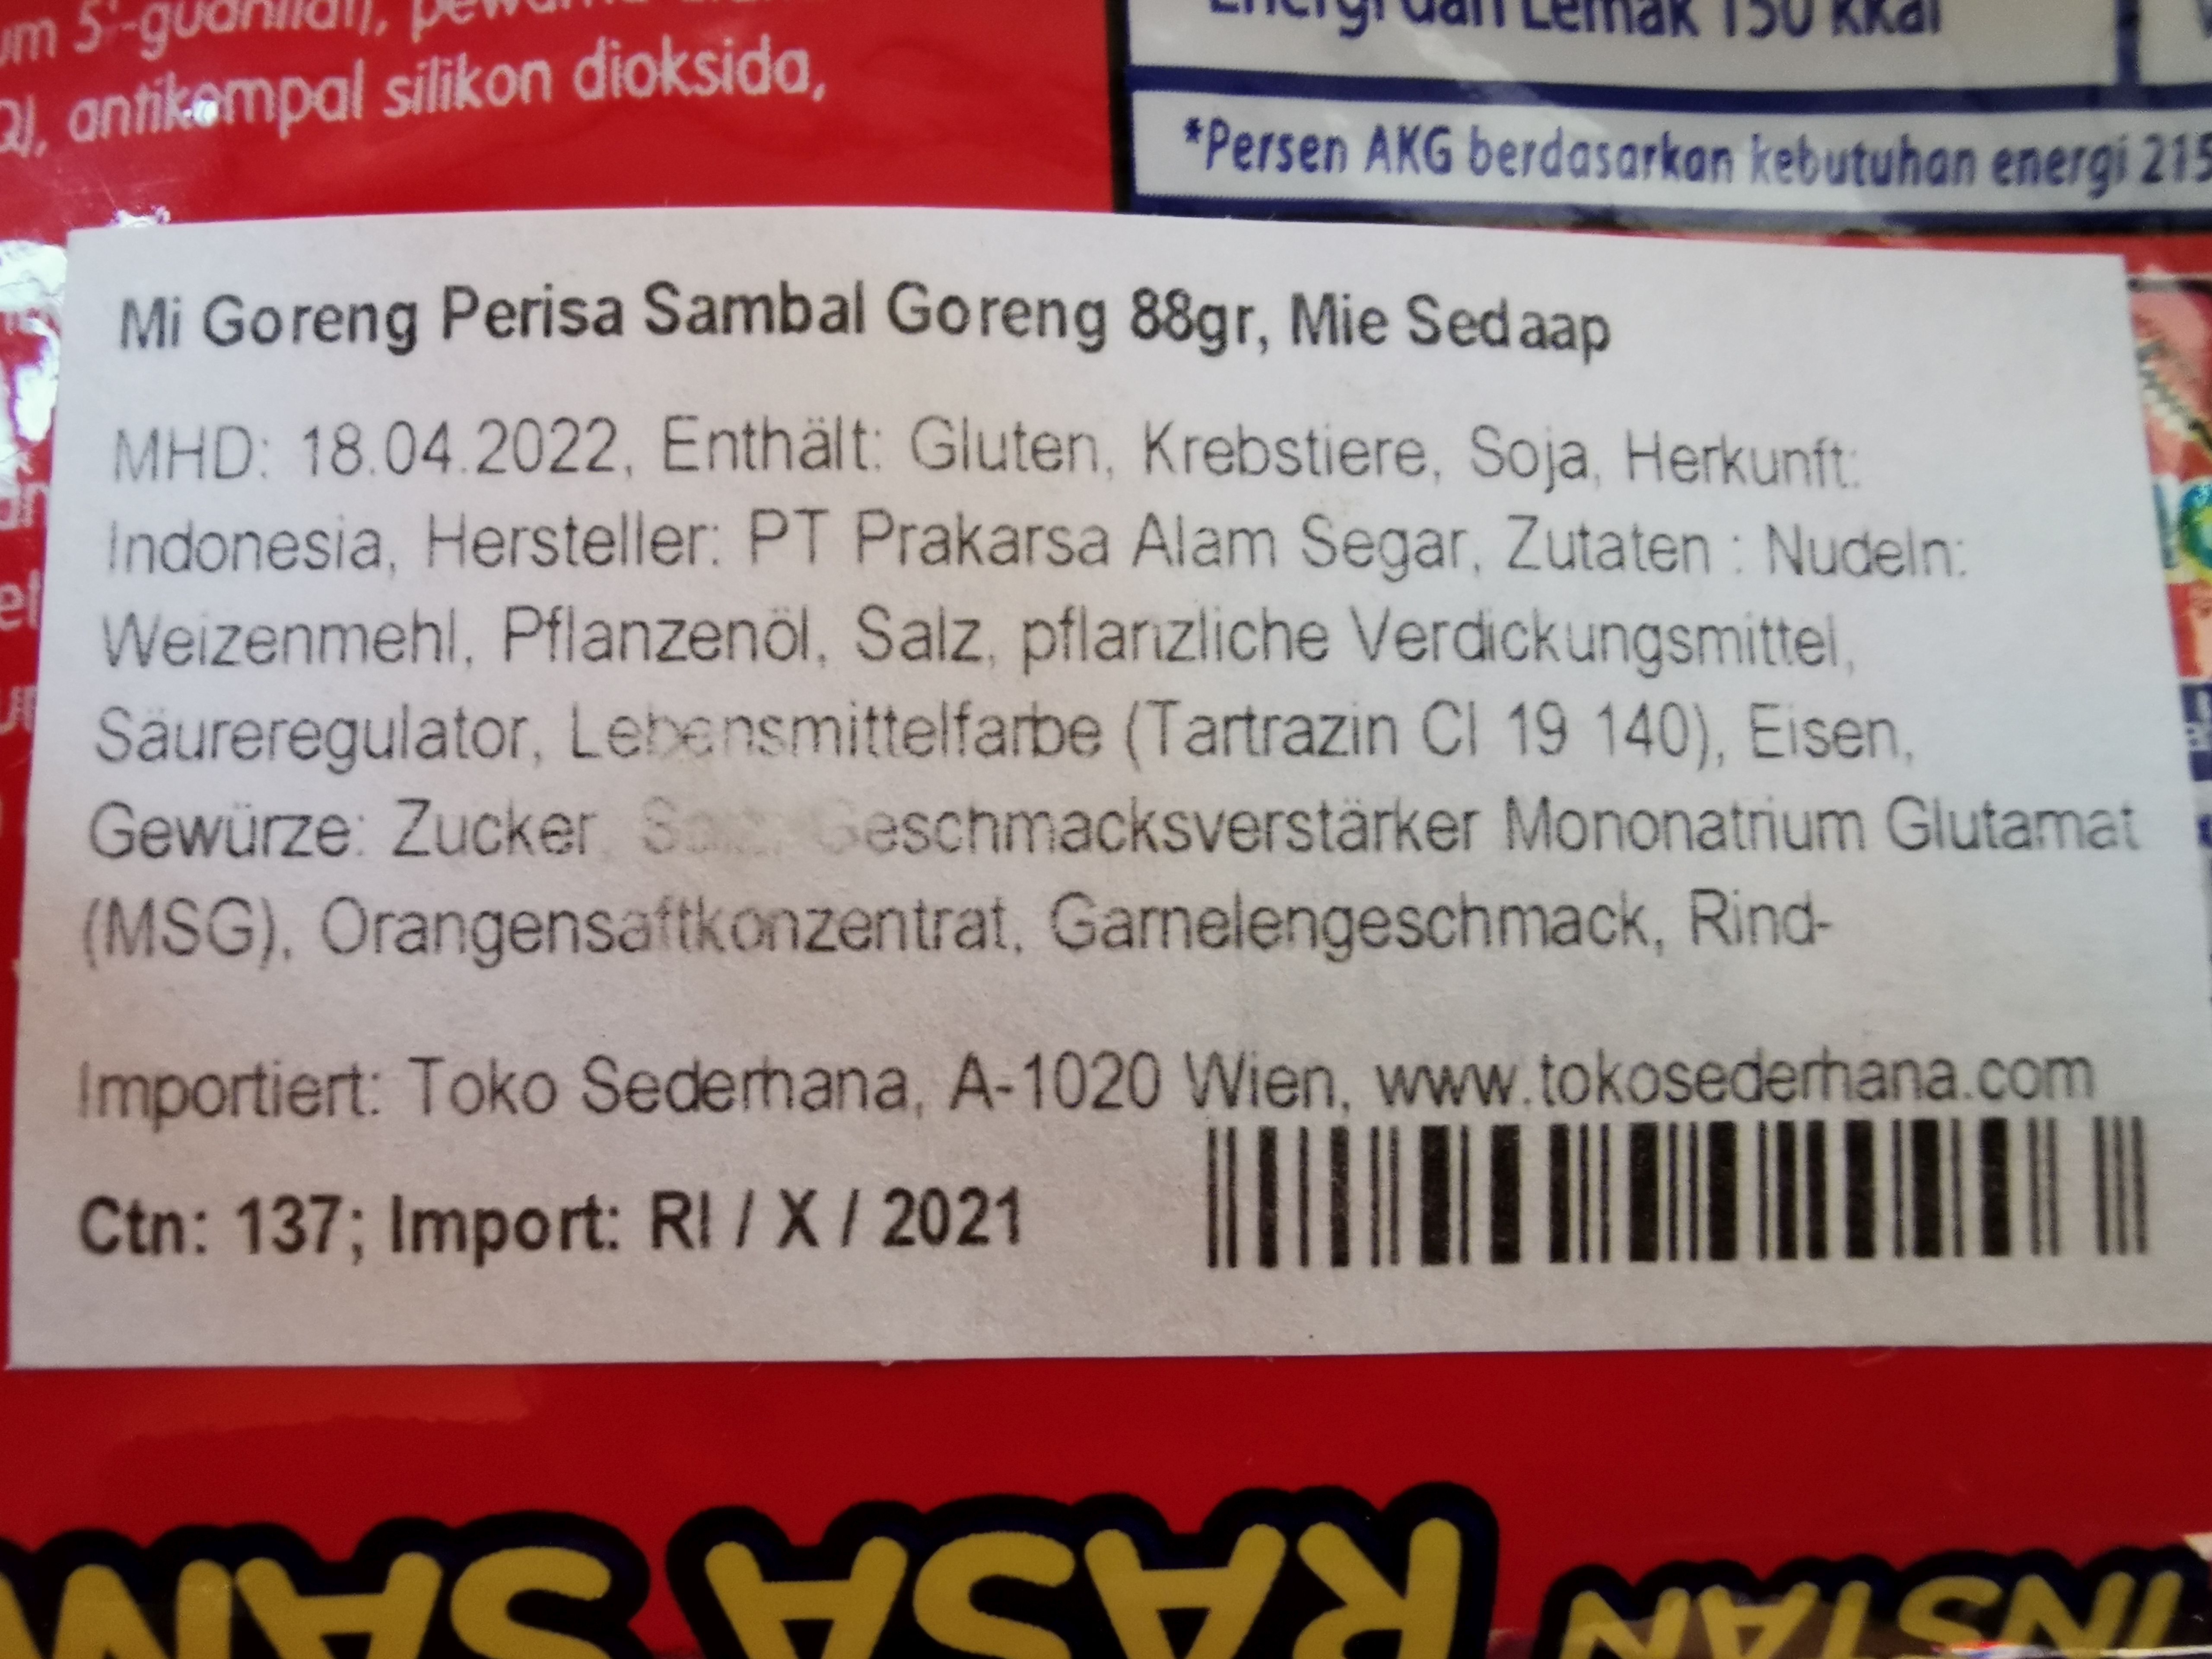 um 5'-guanilat), pewarna
antikempal silikon dioksida,
Energi dan Lemak 150 kkal
*Persen AKG berdasarkan kebutuhan energi 215
Mi Goreng Perisa Sambal Goreng 88gr, Mie Sedaap
MHD: 18.04.2022, Enthält: Gluten, Krebstiere, Soja, Herkunft:
Indonesia, Hersteller: PT Prakarsa Alam Segar, Zutaten : Nudeln:
Weizenmehl, Pflanzenöl, Salz, pflanzliche Verdickungsmittel,
Säureregulator, Lebensmittelfarbe (Tartrazin CI 19 140), Eisen,
Gewürze: Zucker, Geschmacksverstärker Mononatrium Glutamat
(MSG), Orangensaftkonzentrat, Garnelengeschmack, Rind-
Importiert: Toko Sederhana, A-1020 Wien, www.tokosederhana.com
Ctn: 137; Import: RI / X / 2021
INSTAN RASA SAM